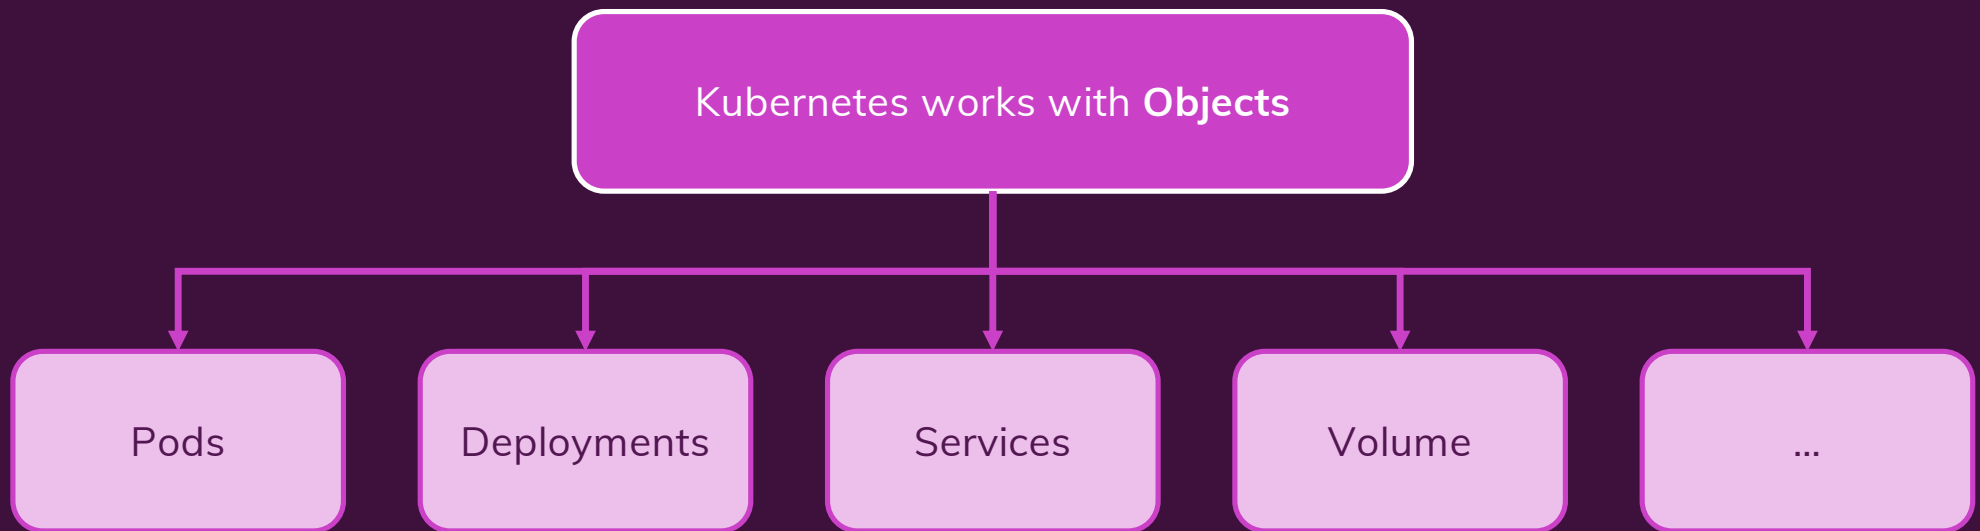 Kubernetes works with Objects
Pods
Deployments
Services
Volume
...